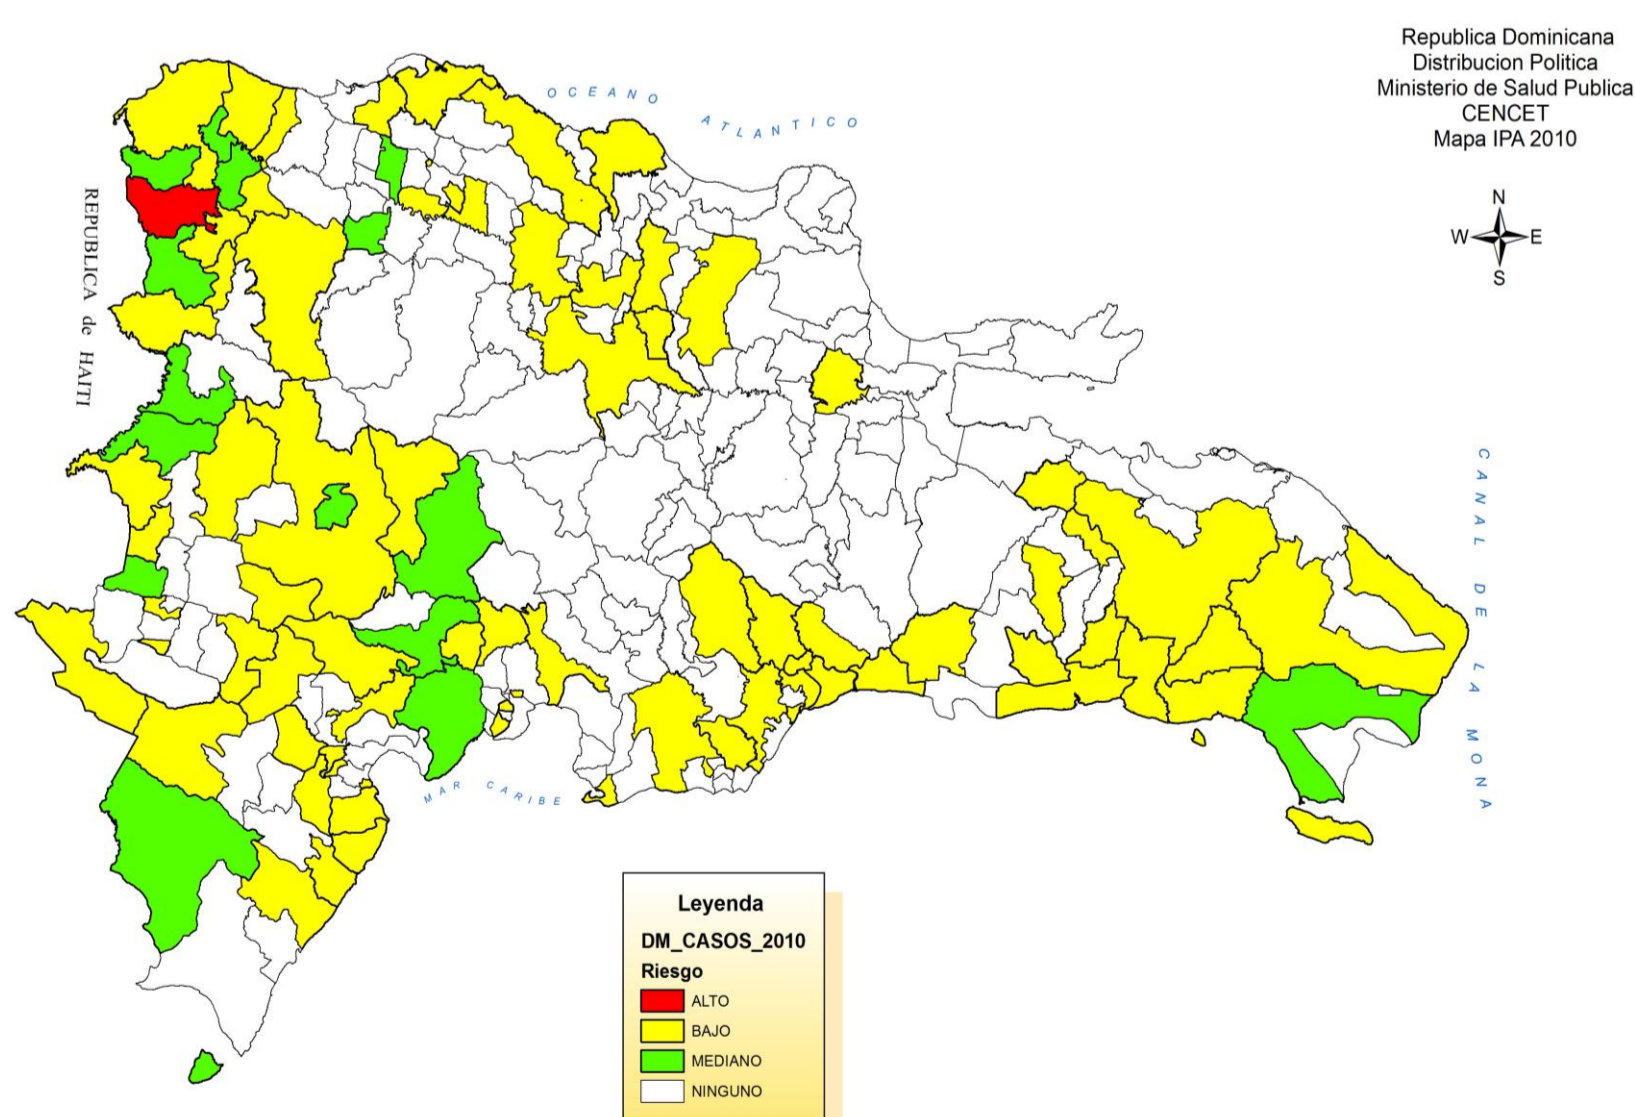 Republica Dominicana
Distribucion Politica
Ministerio de Salud Publica
CENCET
Mapa IPA 2010
OCEANO
ATLANTICO
N
W E
S
REPUBLICA de HAITI
CANAL DE LA MONA
MAR CARIBE
Leyenda
DM_CASOS_2010
Riesgo
ALTO
BAJO
MEDIANO
NINGUNO